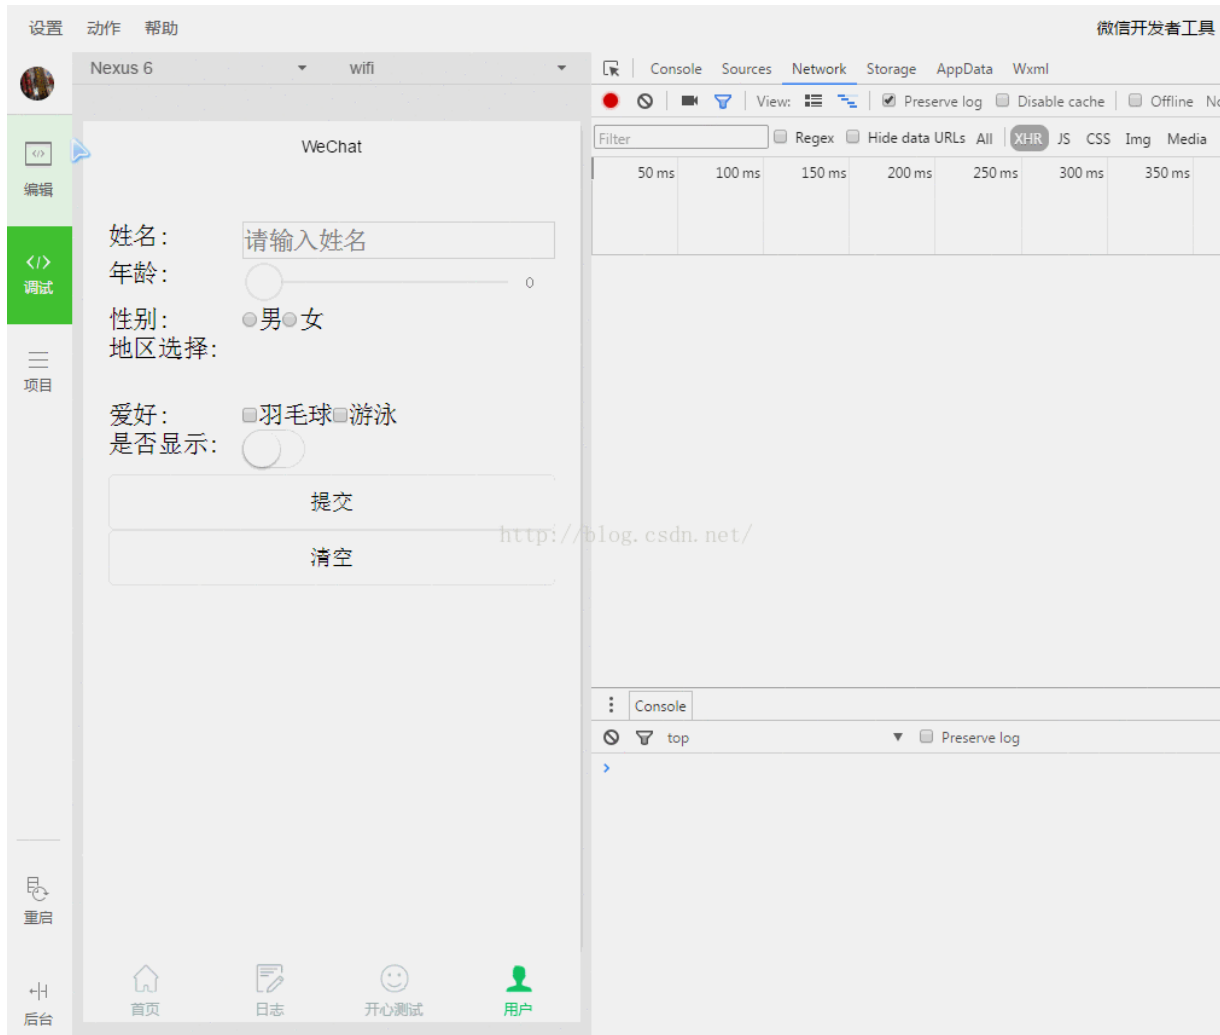 设置 动作 帮助 微信开发者工具
Nexus 6 wifi
Console Sources Network Storage AppData Wxml
View: Preserve log Disable cache Offline
Filter Regex Hide data URLs All XHR JS CSS Img Media
50 ms 100 ms 150 ms 200 ms 250 ms 300 ms 350 ms
编辑
调试
项目
重启
后台
WeChat
姓名: 请输入姓名
年龄: 0
性别: 男 女
地区选择:
爱好: 羽毛球 游泳
是否显示:
提交
清空
http://blog.csdn.net/
首页 日志 开心测试 用户
Console
top Preserve log